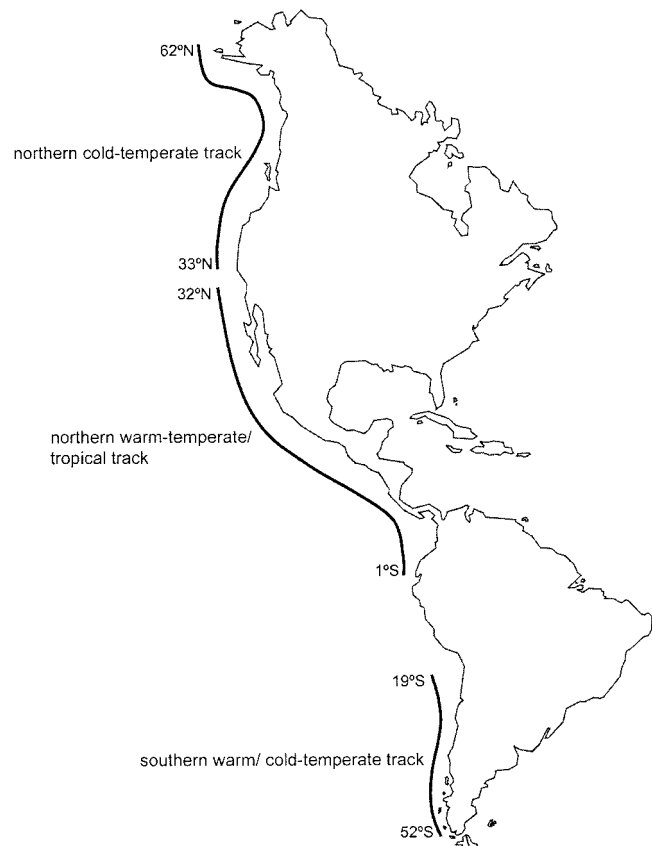 62ºN
northern cold-temperate track
33ºN
32ºN
northern warm-temperate/
tropical track
1ºS
19ºS
southern warm/ cold-temperate track
52ºS